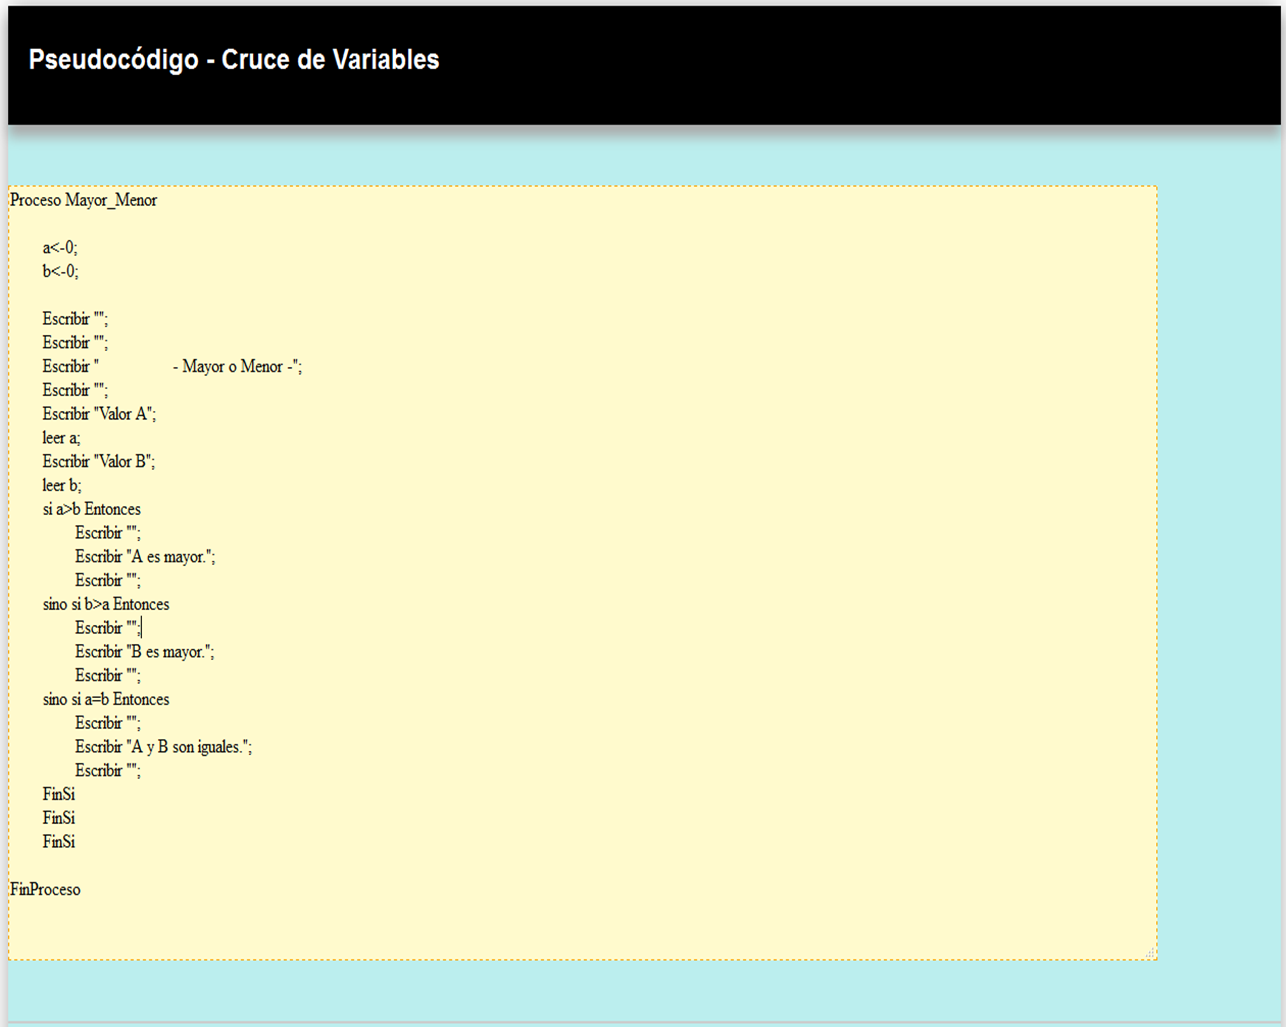 Pseudocódigo - Cruce de Variables
Proceso Mayor_Menor
a<-0;
b<-0;
Escribir "";
Escribir "";
Escribir "                - Mayor o Menor -";
Escribir "";
Escribir "Valor A";
leer a;
Escribir "Valor B";
leer b;
si a>b Entonces
Escribir "";
Escribir "A es mayor.";
Escribir "";
sino si b>a Entonces
Escribir "";
Escribir "B es mayor.";
Escribir "";
sino si a=b Entonces
Escribir "";
Escribir "A y B son iguales.";
Escribir "";
FinSi
FinSi
FinSi
FinProceso